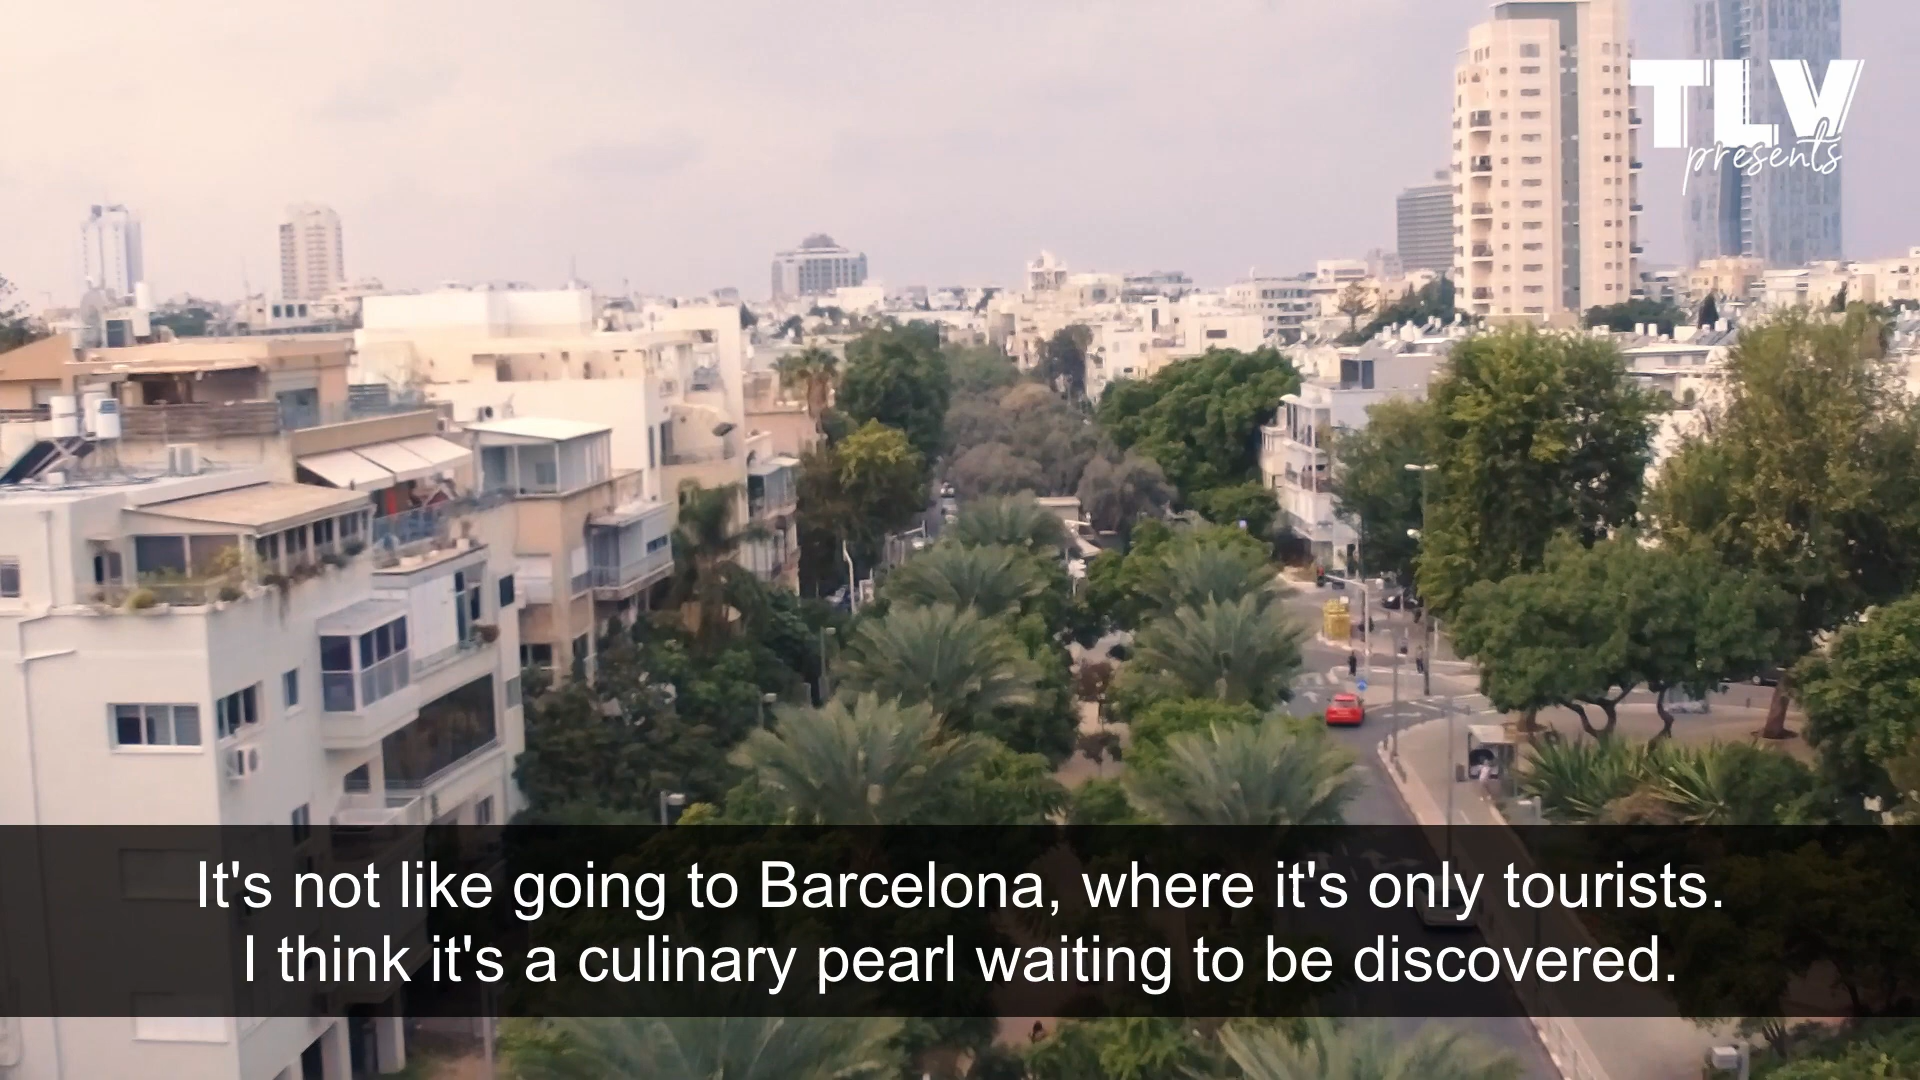 TLV
presents
It's not like going to Barcelona, where it's only tourists.
I think it's a culinary pearl waiting to be discovered.